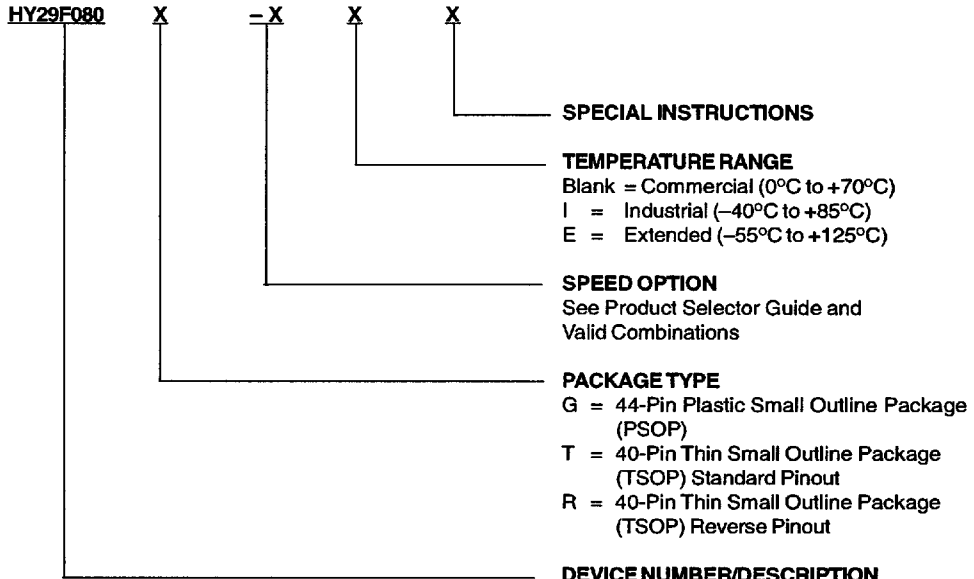 HY29F080 X – X X X
SPECIAL INSTRUCTIONS
TEMPERATURE RANGE
Blank = Commercial (0°C to +70°C)
I = Industrial (–40°C to +85°C)
E = Extended (–55°C to +125°C)
SPEED OPTION
See Product Selector Guide and
Valid Combinations
PACKAGE TYPE
G = 44-Pin Plastic Small Outline Package
(PSOP)
T = 40-Pin Thin Small Outline Package
(TSOP) Standard Pinout
R = 40-Pin Thin Small Outline Package
(TSOP) Reverse Pinout
DEVICE NUMBER/DESCRIPTION